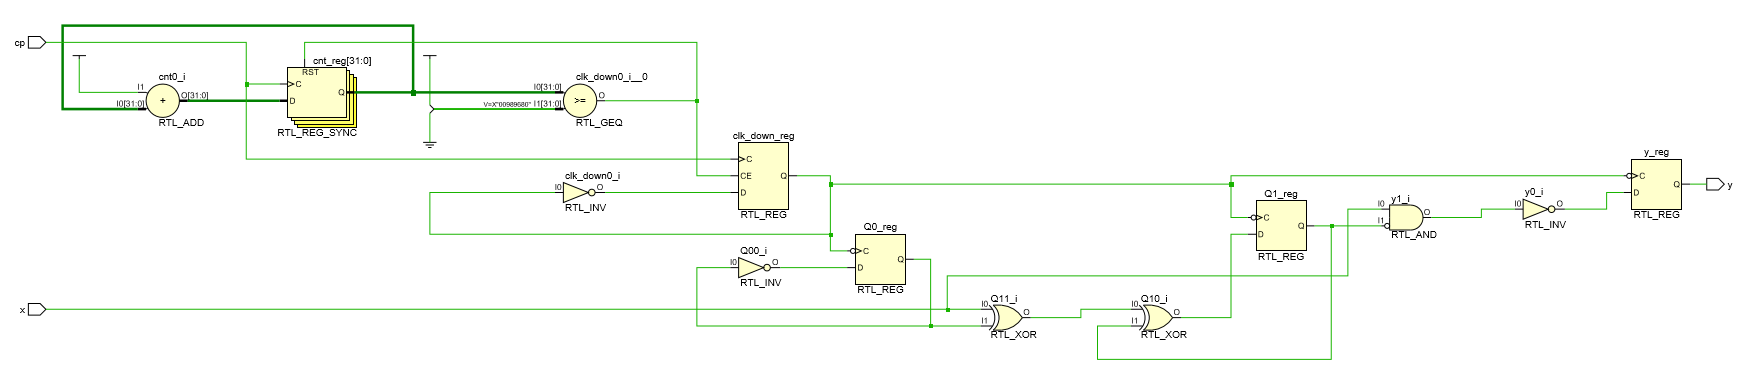 cp
cnt0_i
I1
I0[31:0]
+
O[31:0]
RTL_ADD
cnt_reg[31:0]
RST
C
D
Q
RTL_REG_SYNC
clk_down0_i__0
I0[31:0]
V=X"00989680" I1[31:0]
>=
O
RTL_GEQ
clk_down_reg
C
CE
D
Q
RTL_REG
clk_down0_i
I0
O
RTL_INV
Q0_reg
C
D
Q
RTL_REG
Q00_i
I0
O
RTL_INV
x
Q11_i
I0
I1
O
RTL_XOR
Q10_i
I0
I1
O
RTL_XOR
Q1_reg
C
D
Q
RTL_REG
y1_i
I0
I1
O
RTL_AND
y0_i
I0
O
RTL_INV
y_reg
C
D
Q
RTL_REG
y